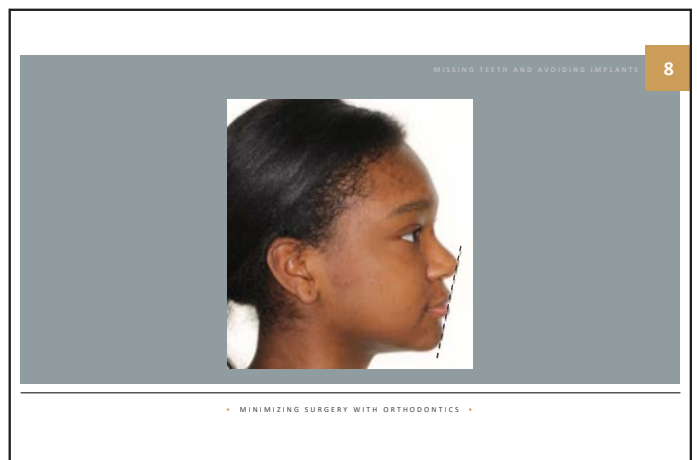 MISSING TEETH AND AVOIDING IMPLANTS
8
• MINIMIZING SURGERY WITH ORTHODONTICS •